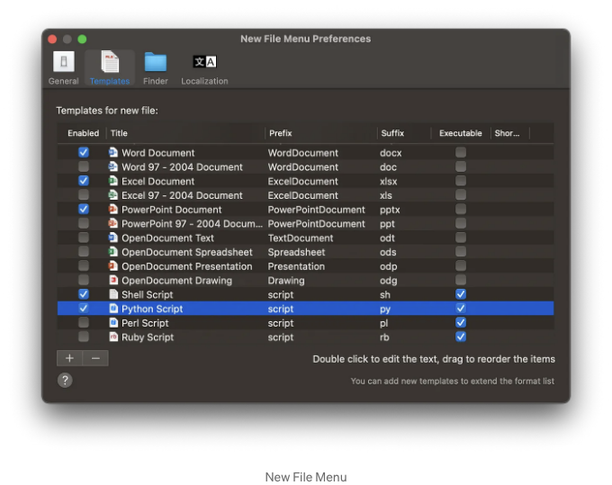 New File Menu Preferences
General Templates Finder Localization
Templates for new file:
Enabled Title Prefix Suffix Executable Shor...
Word Document WordDocument docx
Word 97 - 2004 Document WordDocument doc
Excel Document ExcelDocument xlsx
Excel 97 - 2004 Document ExcelDocument xls
PowerPoint Document PowerPointDocument pptx
PowerPoint 97 - 2004 Docum... PowerPointDocument ppt
OpenDocument Text TextDocument odt
OpenDocument Spreadsheet Spreadsheet ods
OpenDocument Presentation Presentation odp
OpenDocument Drawing Drawing odg
Shell Script script sh
Python Script script py
Perl Script script pl
Ruby Script script rb
+ − Double click to edit the text, drag to reorder the items
? You can add new templates to extend the format list
New File Menu